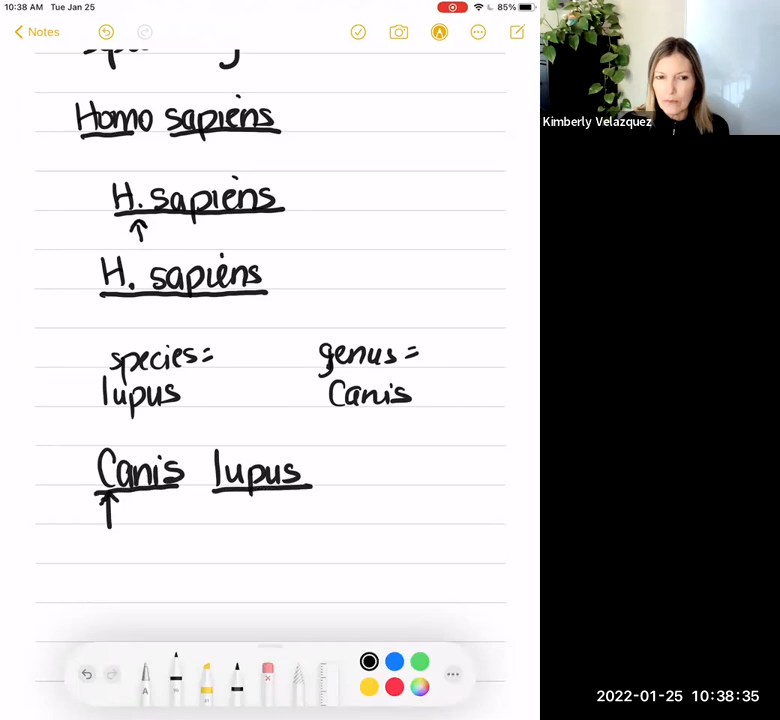 10:38 AM Tue Jan 25 85%
Notes
Homo sapiens
H. sapiens
H. sapiens
species= genus=
lupus Canis
Canis lupus
Kimberly Velazquez
2022-01-25 10:38:35